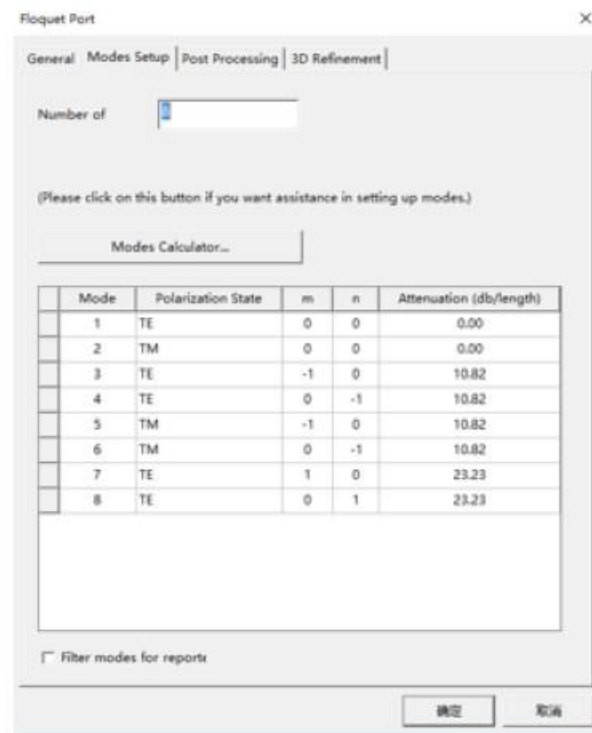 Floquet Port
General Modes Setup Post Processing 3D Refinement
Number of
(Please click on this button if you want assistance in setting up modes.)
Modes Calculator...
Mode Polarization State m n Attenuation (db/length)
1 TE 0 0 0.00
2 TM 0 0 0.00
3 TE -1 0 10.82
4 TE 0 -1 10.82
5 TM -1 0 10.82
6 TM 0 -1 10.82
7 TE 1 0 23.23
8 TE 0 1 23.23
Filter modes for reporte
确定 取消